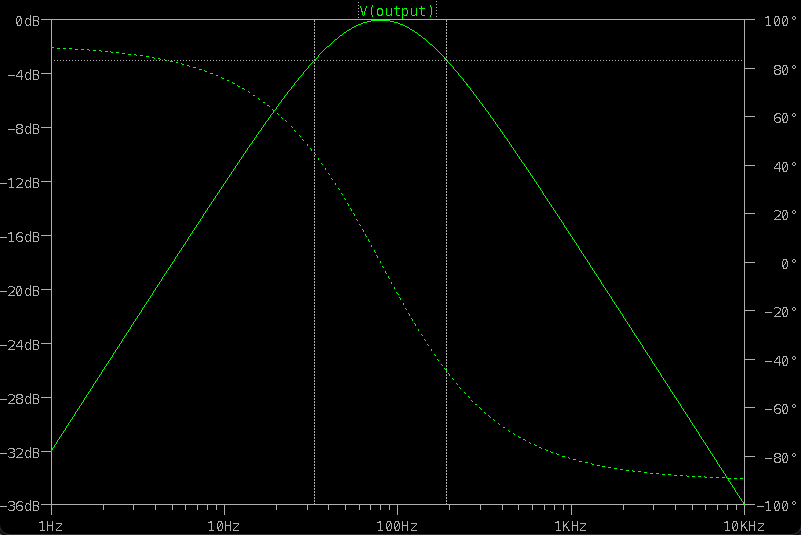 V(output)
0dB
-4dB
-8dB
-12dB
-16dB
-20dB
-24dB
-28dB
-32dB
-36dB
100°
80°
60°
40°
20°
0°
-20°
-40°
-60°
-80°
-100°
1Hz 10Hz 100Hz 1KHz 10KHz